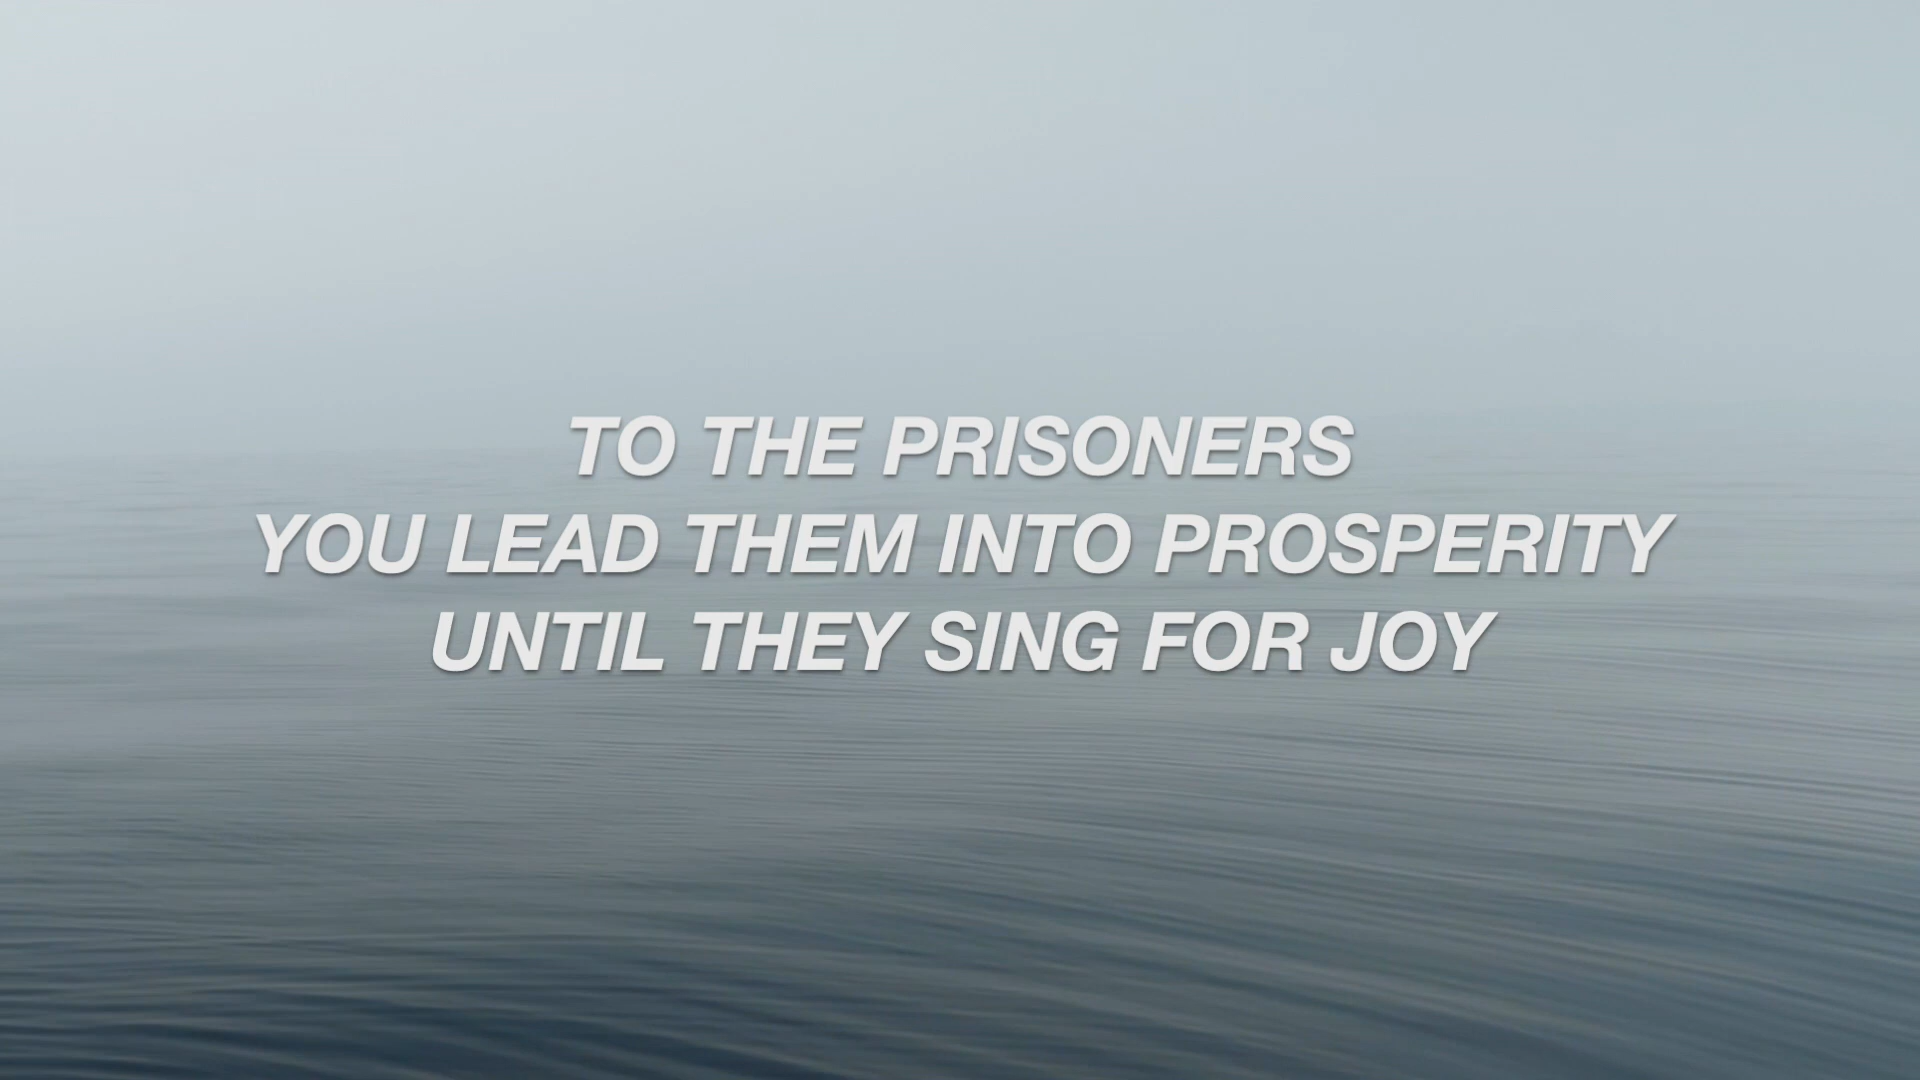 TO THE PRISONERS
YOU LEAD THEM INTO PROSPERITY
UNTIL THEY SING FOR JOY